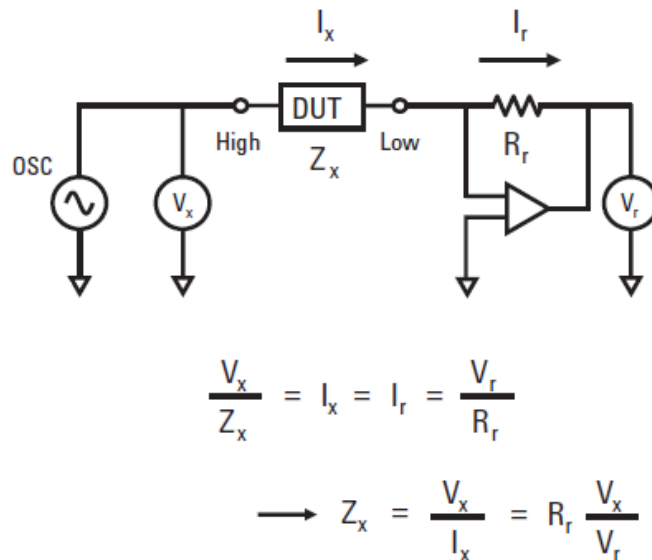 I_x I_r
DUT
High Z_x Low R_r
OSC V_x V_r
V_x / Z_x = I_x = I_r = V_r / R_r
→ Z_x = V_x / I_x = R_r V_x / V_r